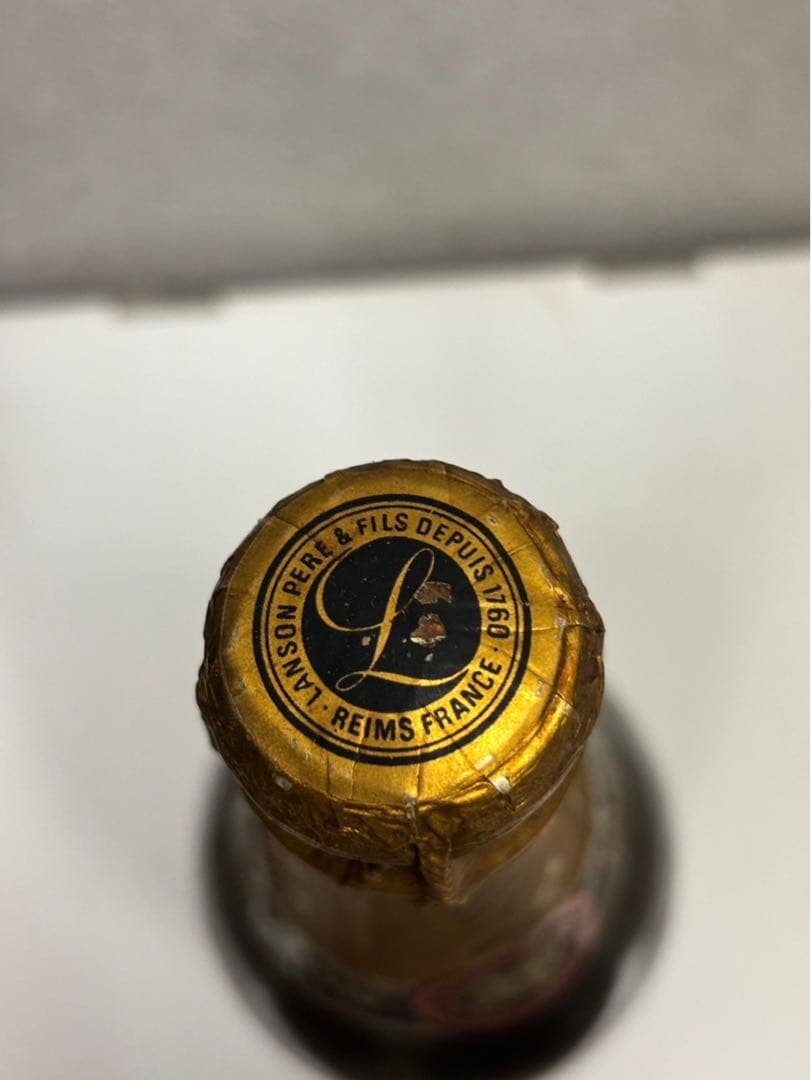 LANSON PERE & FILS DEPUIS 1760 · REIMS FRANCE ·
L